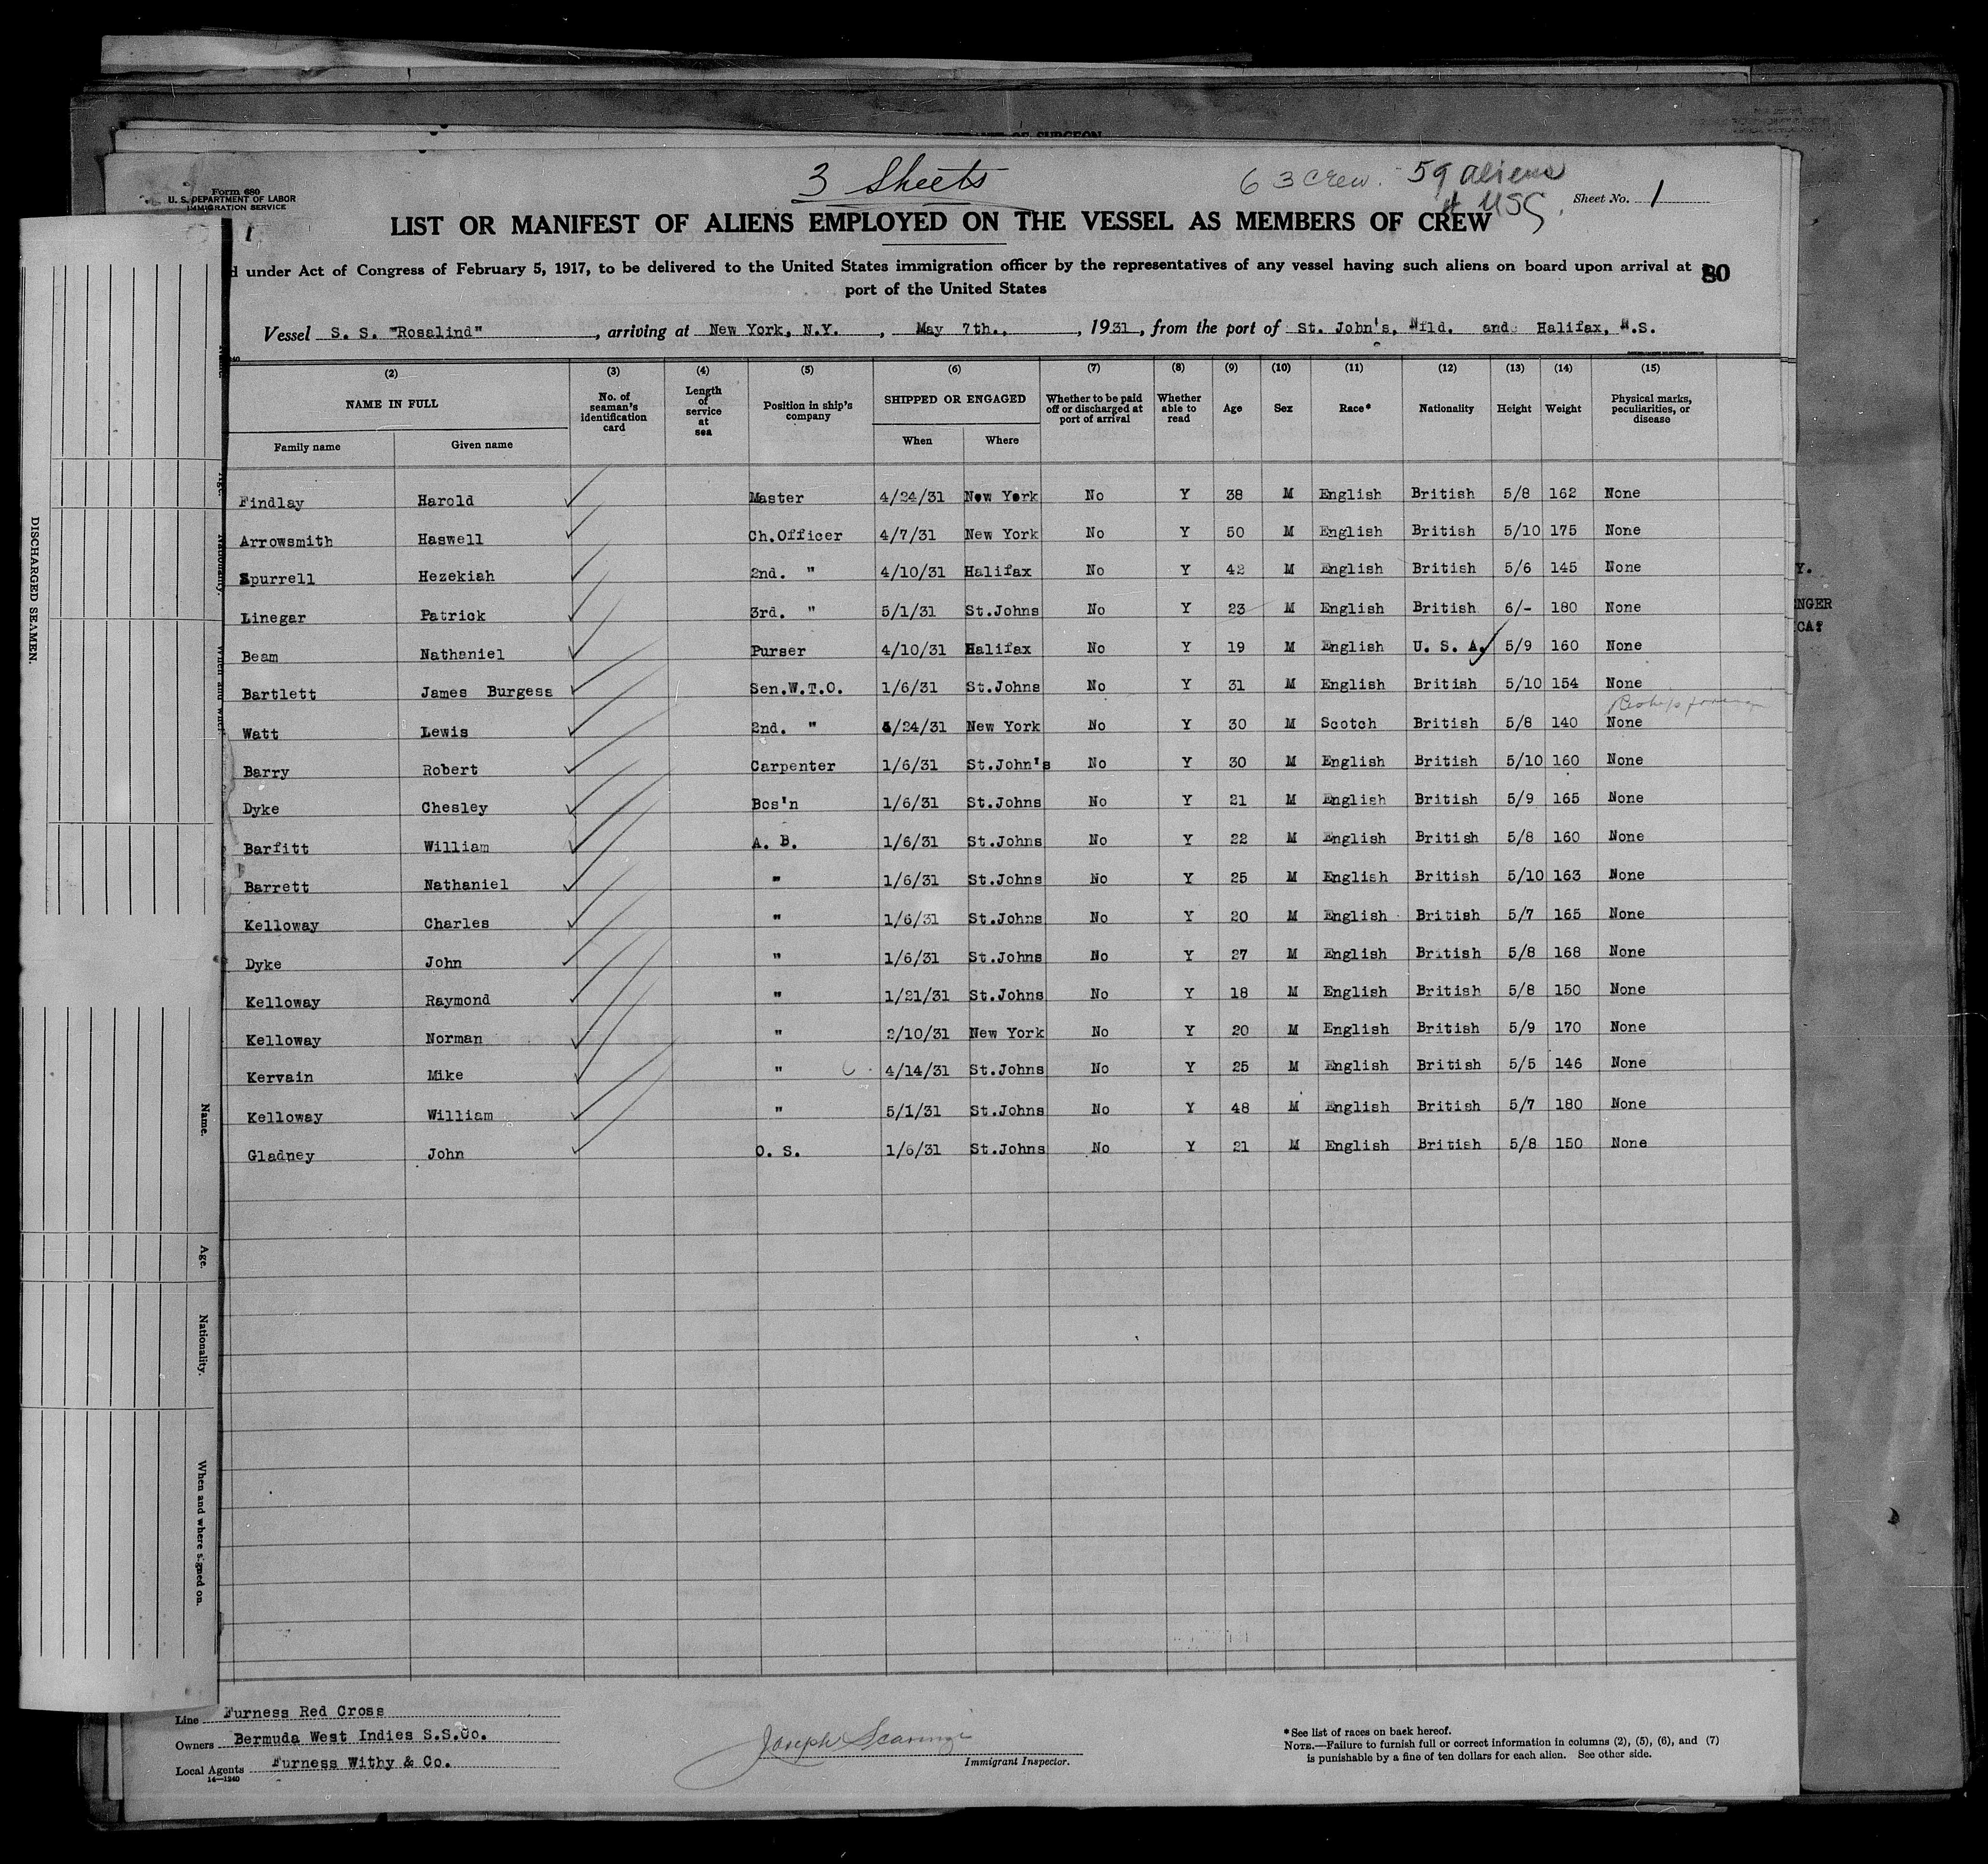 OF SURGEON
3 Sheets
63 crew. 59 aliens
4 USC
Form 680
U. S. DEPARTMENT OF LABOR
IMMIGRATION SERVICE
Sheet No. 1
LIST OR MANIFEST OF ALIENS EMPLOYED ON THE VESSEL AS MEMBERS OF CREW
under Act of Congress of February 5, 1917, to be delivered to the United States immigration officer by the representatives of any vessel having such aliens on board upon arrival at
port of the United States
80
Vessel S. S. "Rosalind", arriving at New York, N.Y., May 7th., 1931, from the port of St. John's, Nfld. and Halifax, N.S.
(2) (3) (4) (5) (6) (7) (8) (9) (10) (11) (12) (13) (14) (15)
NAME IN FULL No. of seaman's identification card Length of service at sea Position in ship's company SHIPPED OR ENGAGED Whether to be paid off or discharged at port of arrival Whether able to read Age Sex Race* Nationality Height Weight Physical marks, peculiarities, or disease
Family name Given name When Where
Findlay Harold Master 4/24/31 New York No Y 38 M English British 5/8 162 None
Arrowsmith Haswell Ch.Officer 4/7/31 New York No Y 50 M English British 5/10 175 None
Spurrell Hezekiah 2nd. " 4/10/31 Halifax No Y 42 M English British 5/6 145 None
Linegar Patrick 3rd. " 5/1/31 St.Johns No Y 23 M English British 6/- 180 None
Beam Nathaniel Purser 4/10/31 Halifax No Y 19 M English U. S. A. 5/9 160 None
Bartlett James Burgess Sen.W.T.O. 1/6/31 St.Johns No Y 31 M English British 5/10 154 None
Watt Lewis 2nd. " 4/24/31 New York No Y 30 M Scotch British 5/8 140 None
Barry Robert Carpenter 1/6/31 St.John's No Y 30 M English British 5/10 160 None
Dyke Chesley Bos'n 1/6/31 St.Johns No Y 21 M English British 5/9 165 None
Barfitt William A. B. 1/6/31 St.Johns No Y 22 M English British 5/8 160 None
Barrett Nathaniel " 1/6/31 St.Johns No Y 25 M English British 5/10 163 None
Kelloway Charles " 1/6/31 St.Johns No Y 20 M English British 5/7 165 None
Dyke John " 1/6/31 St.Johns No Y 27 M English British 5/8 168 None
Kelloway Raymond " 1/21/31 St.Johns No Y 18 M English British 5/8 150 None
Kelloway Norman " 2/10/31 New York No Y 20 M English British 5/9 170 None
Kervain Mike " 4/14/31 St.Johns No Y 25 M English British 5/5 146 None
Kelloway William " 5/1/31 St.Johns No Y 48 M English British 5/7 180 None
Gladney John O. S. 1/6/31 St.Johns No Y 21 M English British 5/8 150 None
DISCHARGED SEAMEN.
Name.
Age.
Nationality.
When and where signed on.
Line Furness Red Cross
Owners Bermuda West Indies S.S.Co.
Local Agents Furness Withy & Co.
14—1240
Joseph
Immigrant Inspector.
*See list of races on back hereof.
NOTE.—Failure to furnish full or correct information in columns (2), (5), (6), and (7)
is punishable by a fine of ten dollars for each alien. See other side.